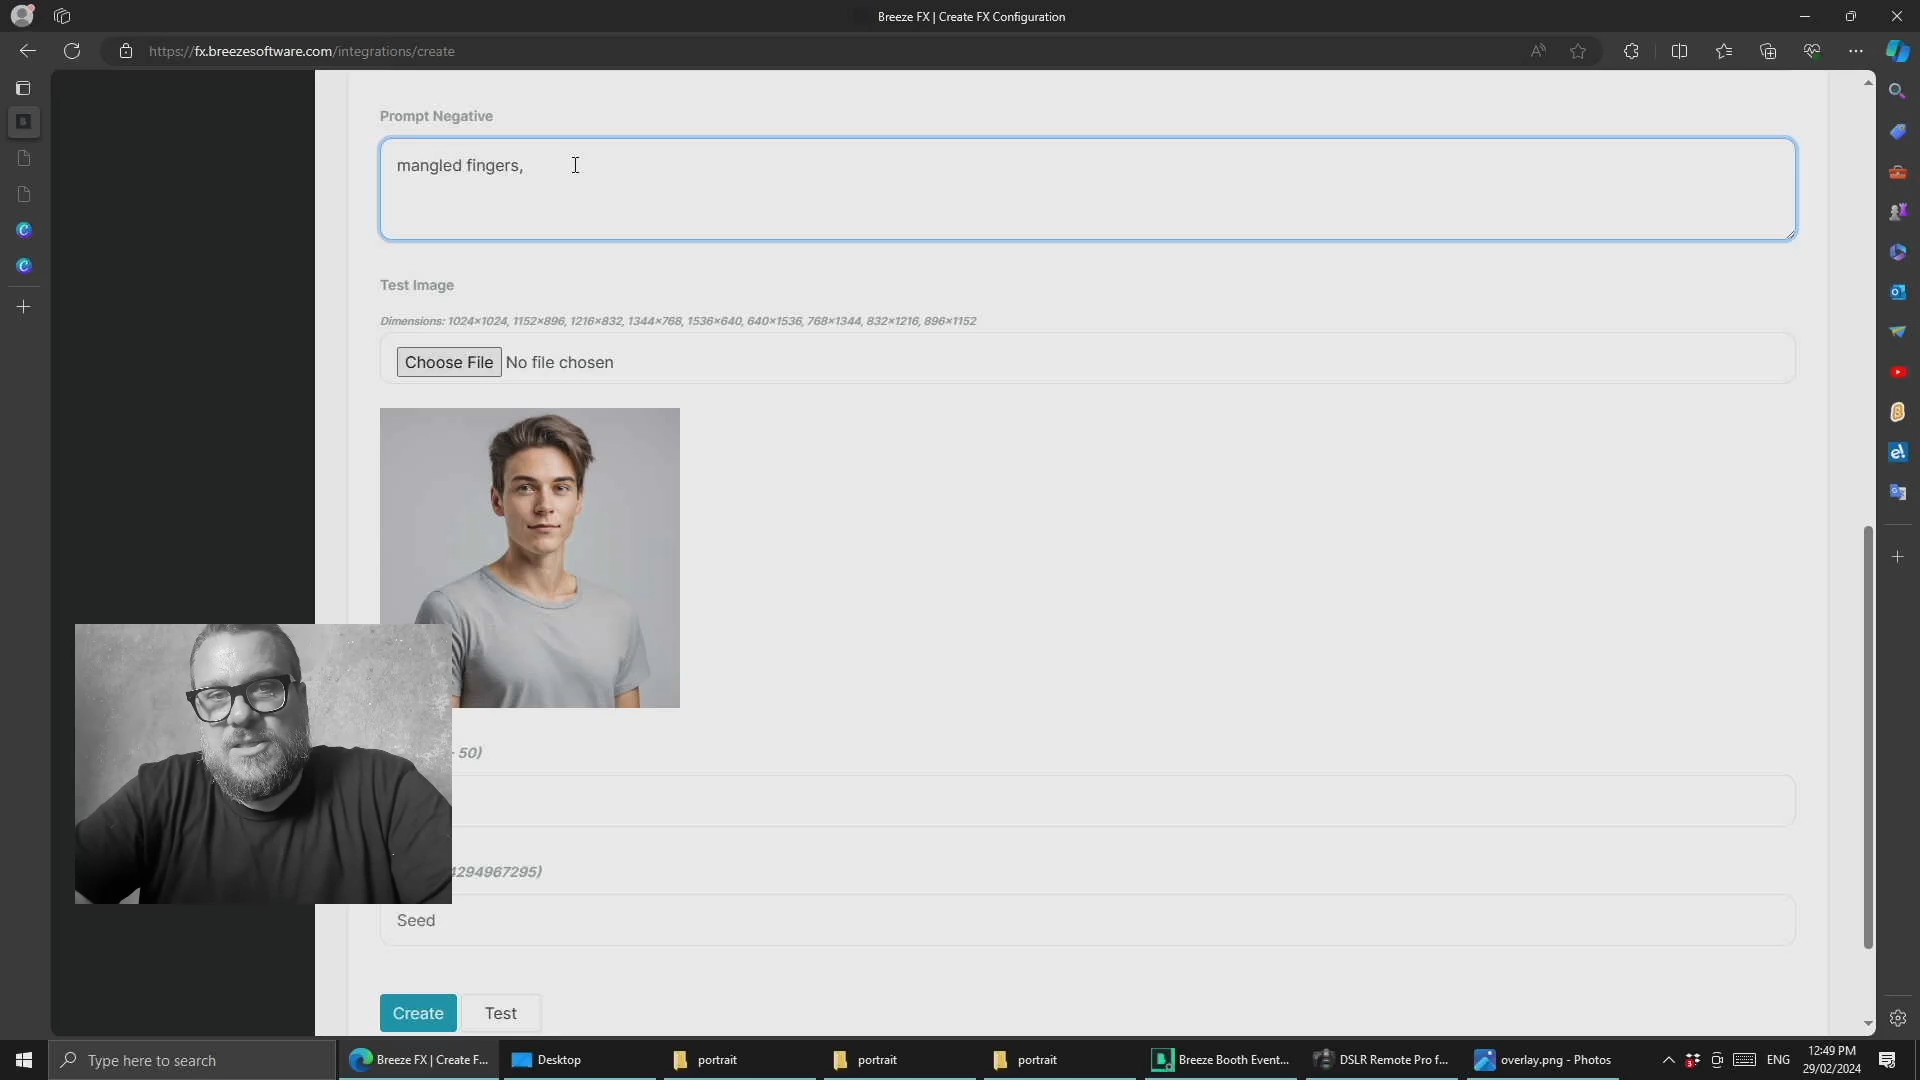 Breeze FX | Create FX Configuration
https://fx.breezesoftware.com/integrations/create
Prompt Negative
mangled fingers,
Test Image
Dimensions: 1024×1024, 1152×896, 1216×832, 1344×768, 1536×640, 640×1536, 768×1344, 832×1216, 896×1152
Choose File No file chosen
- 50)
4294967295)
Seed
Create Test
Type here to search
Breeze FX | Create F...
Desktop
portrait
portrait
portrait
Breeze Booth Event...
DSLR Remote Pro f...
overlay.png - Photos
ENG
12:49 PM
29/02/2024